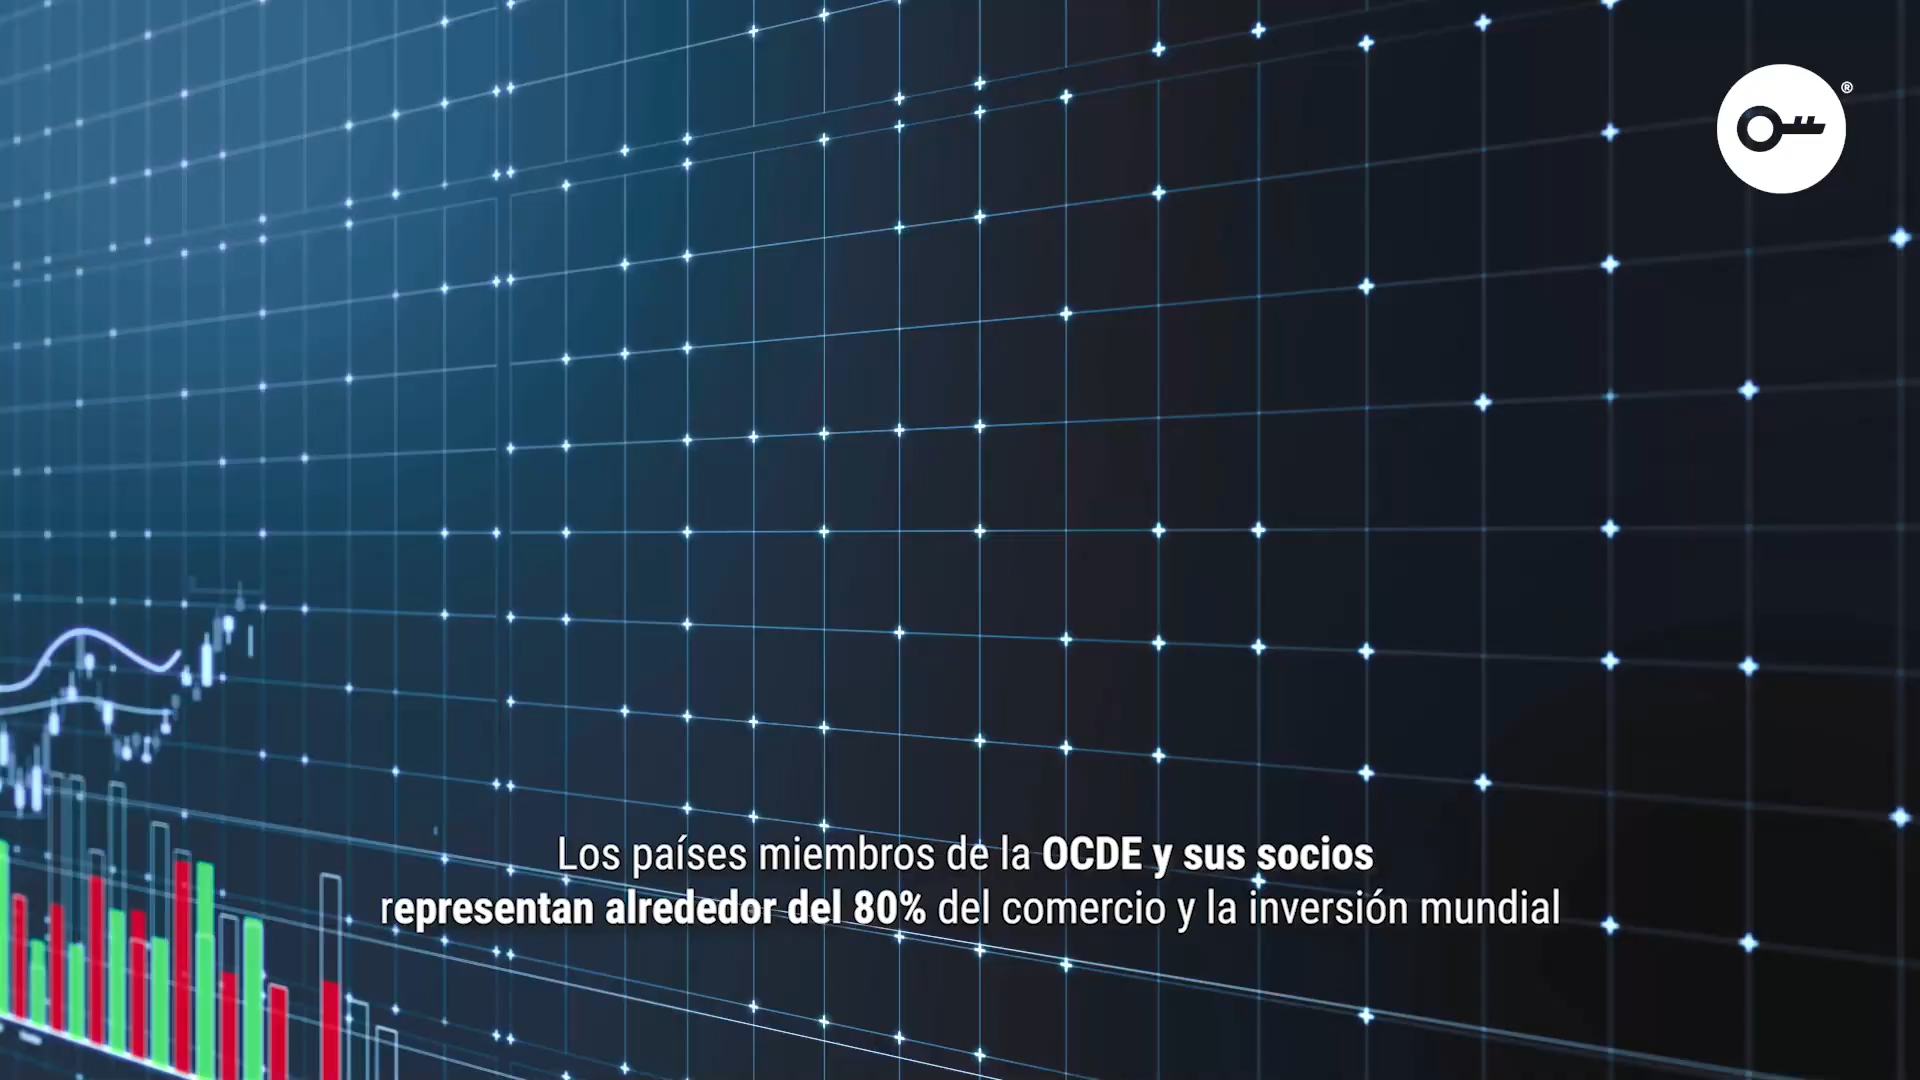 ®
Los países miembros de la OCDE y sus socios
representan alrededor del 80% del comercio y la inversión mundial